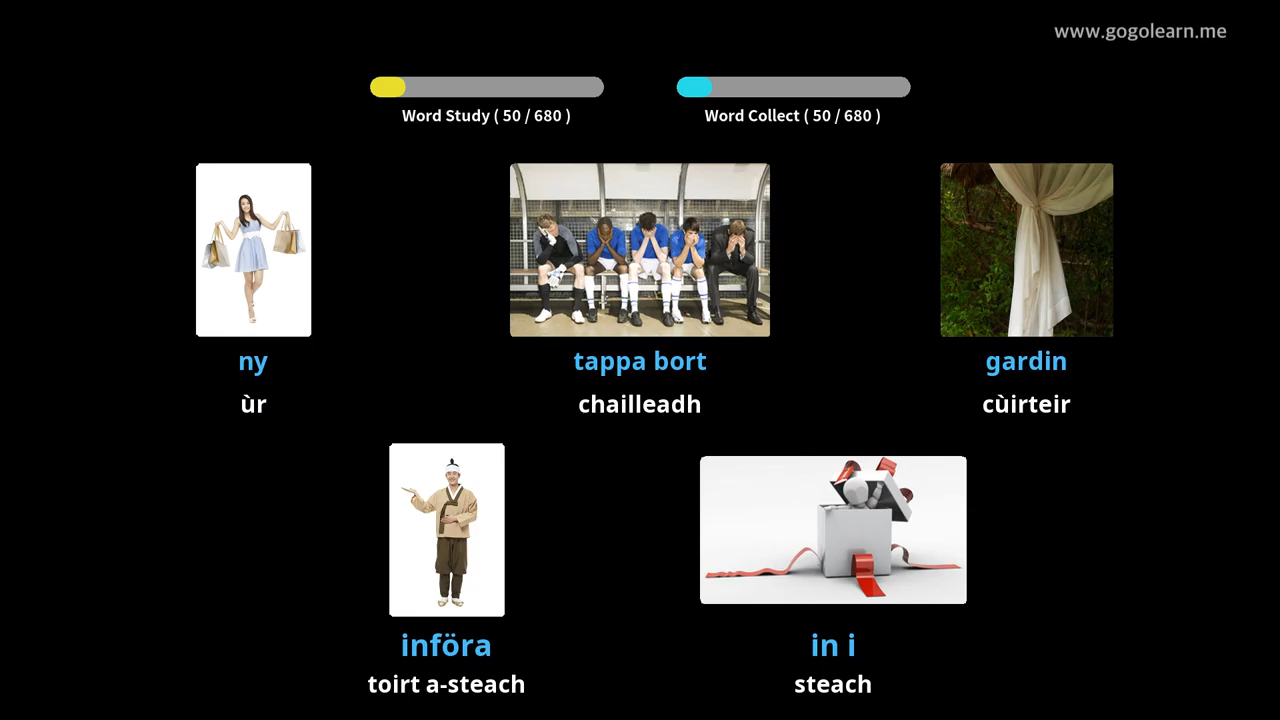 www.gogolearn.me
Word Study ( 50 / 680 )
Word Collect ( 50 / 680 )
ny
ùr
tappa bort
chailleadh
gardin
cùirteir
införa
toirt a-steach
in i
steach